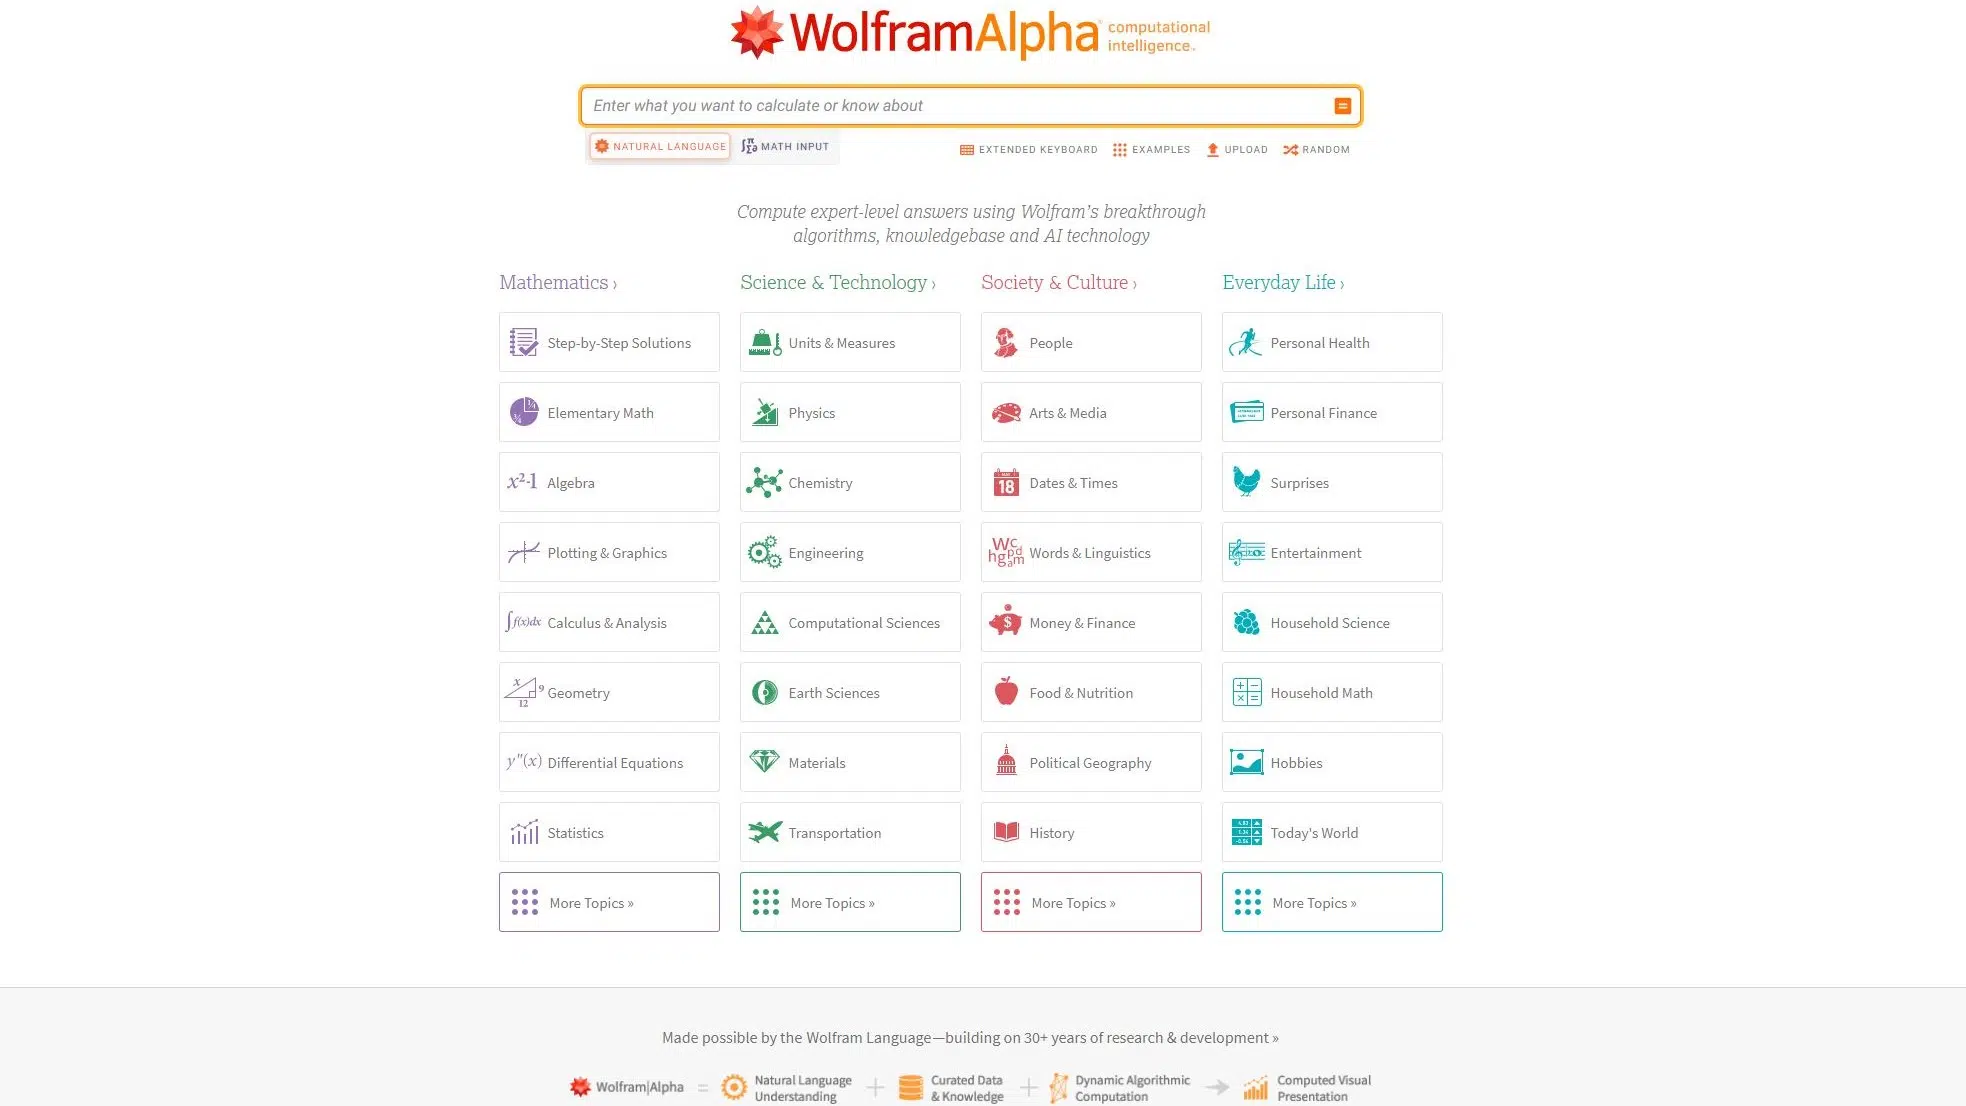 WolframAlpha computational
intelligence.
Enter what you want to calculate or know about
NATURAL LANGUAGE
MATH INPUT
EXTENDED KEYBOARD
EXAMPLES
UPLOAD
RANDOM
Compute expert-level answers using Wolfram's breakthrough
algorithms, knowledgebase and AI technology
Mathematics ›
Step-by-Step Solutions
Elementary Math
x²-1 Algebra
Plotting & Graphics
∫f(x)dx Calculus & Analysis
x 9 12 Geometry
y"(x) Differential Equations
Statistics
More Topics »
Science & Technology ›
Units & Measures
Physics
Chemistry
Engineering
Computational Sciences
Earth Sciences
Materials
Transportation
More Topics »
Society & Culture ›
People
Arts & Media
18 Dates & Times
Words & Linguistics
$ Money & Finance
Food & Nutrition
Political Geography
History
More Topics »
Everyday Life ›
Personal Health
Personal Finance
Surprises
Entertainment
Household Science
Household Math
Hobbies
Today's World
More Topics »
Made possible by the Wolfram Language—building on 30+ years of research & development »
Wolfram|Alpha
=
Natural Language
Understanding
+
Curated Data
& Knowledge
+
Dynamic Algorithmic
Computation
Computed Visual
Presentation